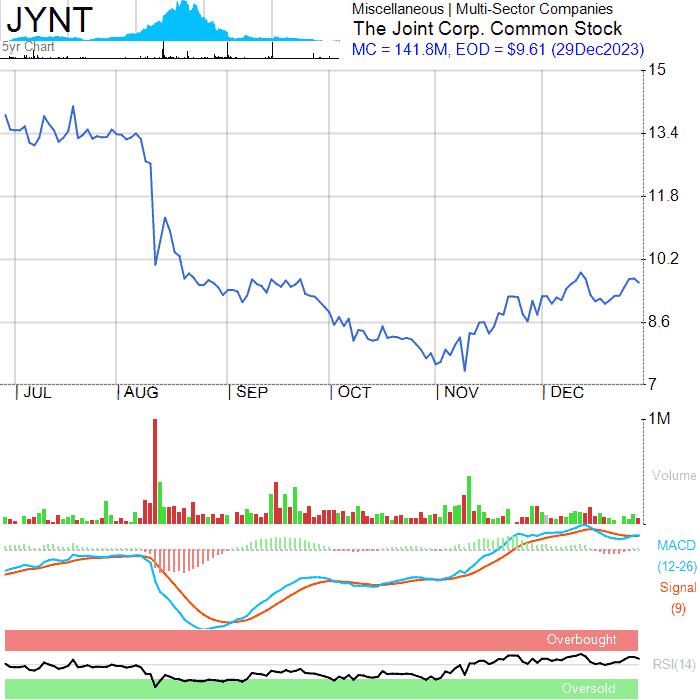 JYNT
5yr Chart
Miscellaneous | Multi-Sector Companies
The Joint Corp. Common Stock
MC = 141.8M, EOD = $9.61 (29Dec2023)
15
13.4
11.8
10.2
8.6
7
JUL
AUG
SEP
OCT
NOV
DEC
1M
Volume
MACD
(12-26)
Signal
(9)
Overbought
RSI(14)
Oversold